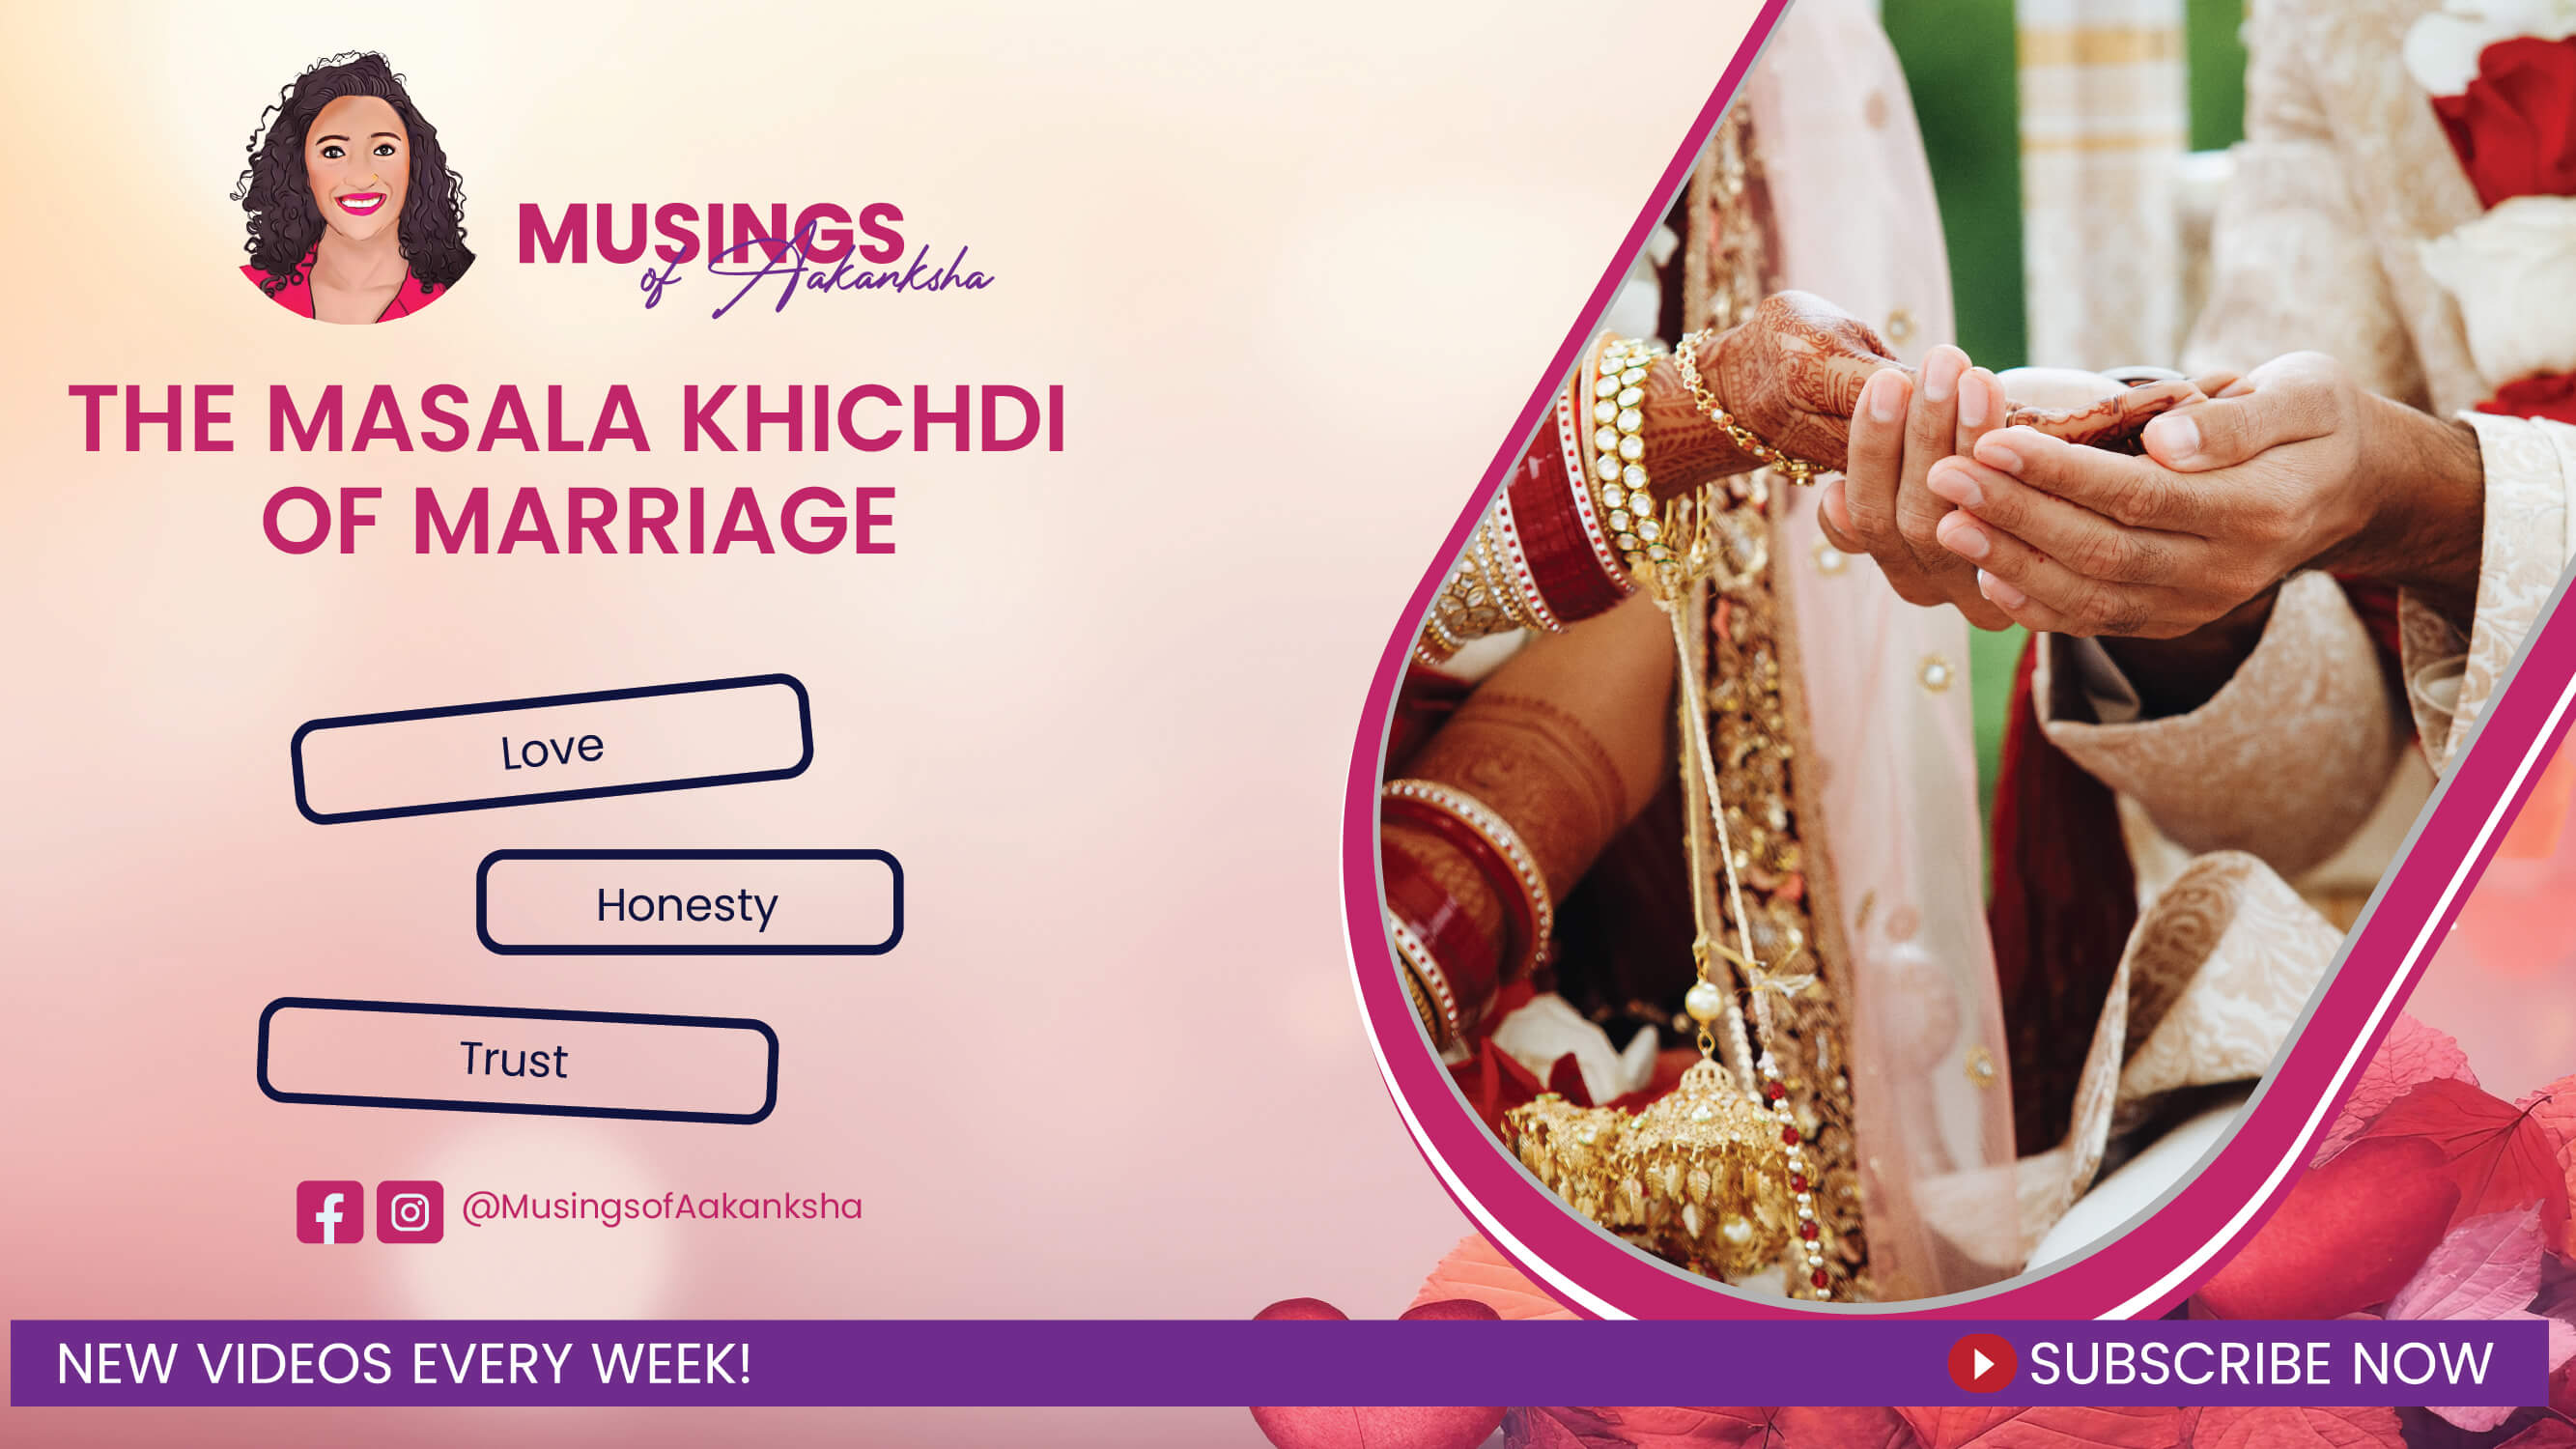 MUSINGS
of Aakanksha
THE MASALA KHICHDI
OF MARRIAGE
Love
Honesty
Trust
@MusingsofAakanksha
NEW VIDEOS EVERY WEEK!
SUBSCRIBE NOW